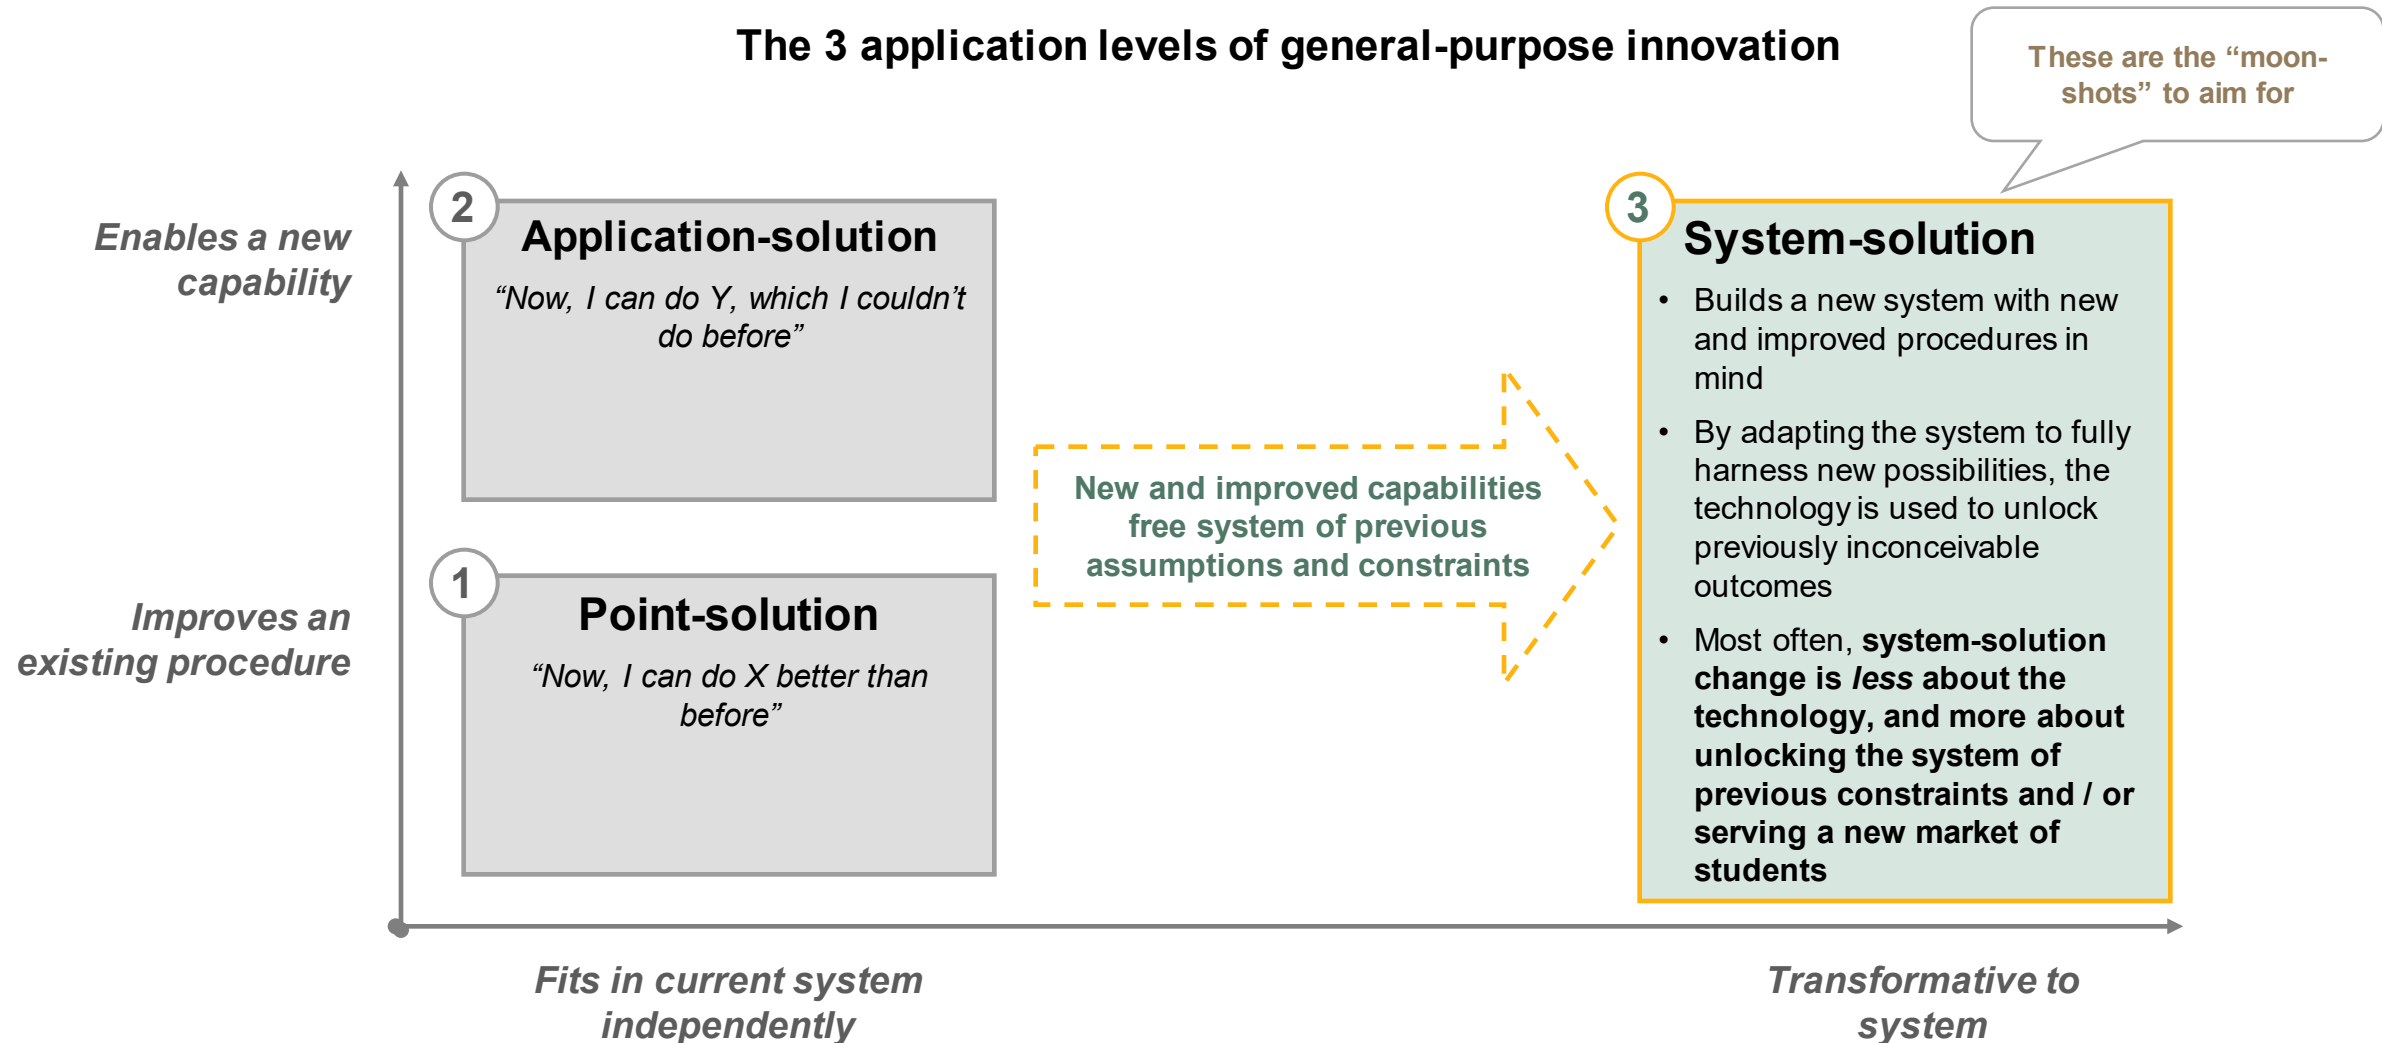 The 3 application levels of general-purpose innovation
These are the “moon-
shots” to aim for
Enables a new
capability
2
Application-solution
“Now, I can do Y, which I couldn’t
do before”
Improves an
existing procedure
1
Point-solution
“Now, I can do X better than
before”
New and improved capabilities
free system of previous
assumptions and constraints
3
System-solution
• Builds a new system with new
and improved procedures in
mind
• By adapting the system to fully
harness new possibilities, the
technology is used to unlock
previously inconceivable
outcomes
• Most often, system-solution
change is less about the
technology, and more about
unlocking the system of
previous constraints and / or
serving a new market of
students
Fits in current system
independently
Transformative to
system